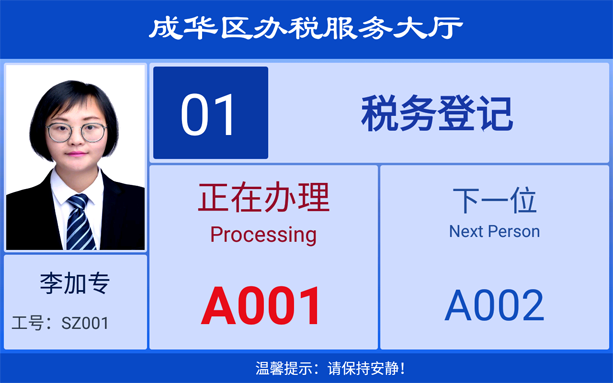 成华区办税服务大厅
01
税务登记
李加专
工号：SZ001
正在办理
Processing
A001
下一位
Next Person
A002
温馨提示：请保持安静！